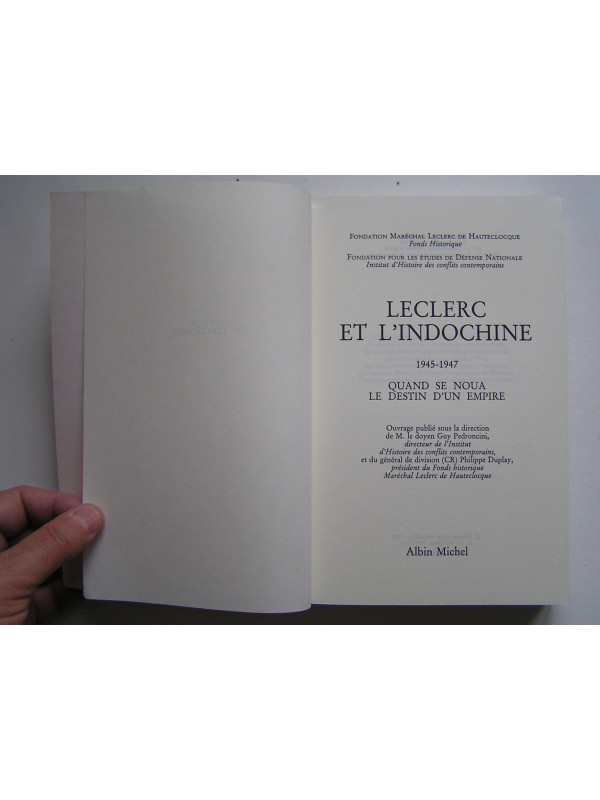 FONDATION MARÉCHAL LECLERC DE HAUTECLOCQUE
Fonds Historique
FONDATION POUR LES ÉTUDES DE DÉFENSE NATIONALE
Institut d'Histoire des conflits contemporains
LECLERC
ET L'INDOCHINE
1945-1947
QUAND SE NOUA
LE DESTIN D'UN EMPIRE
Ouvrage publié sous la direction
de M. le doyen Guy Pedroncini,
directeur de l'Institut
d'Histoire des conflits contemporains,
et du général de division (CR) Philippe Duplay,
président du Fonds historique
Maréchal Leclerc de Hauteclocque
Albin Michel